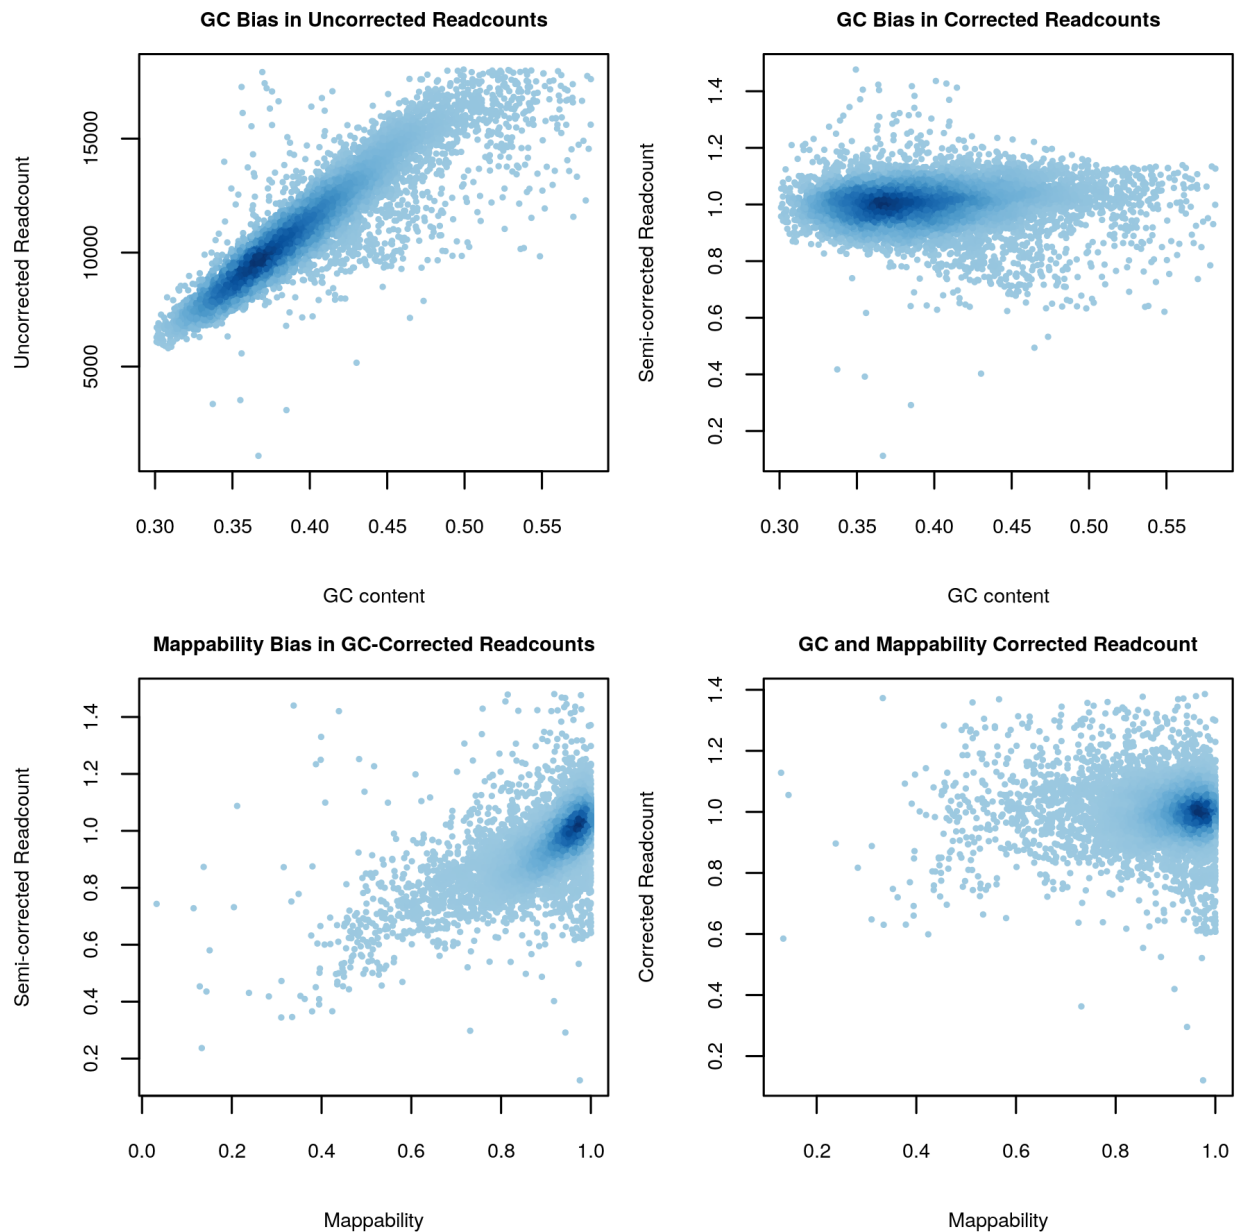 GC Bias in Uncorrected Readcounts
Uncorrected Readcount
15000
10000
5000
0.30 0.35 0.40 0.45 0.50 0.55
GC content
GC Bias in Corrected Readcounts
Semi-corrected Readcount
1.4
1.2
1.0
0.8
0.6
0.4
0.2
0.30 0.35 0.40 0.45 0.50 0.55
GC content
Mappability Bias in GC-Corrected Readcounts
Semi-corrected Readcount
1.4
1.2
1.0
0.8
0.6
0.4
0.2
0.0 0.2 0.4 0.6 0.8 1.0
Mappability
GC and Mappability Corrected Readcount
Corrected Readcount
1.4
1.2
1.0
0.8
0.6
0.4
0.2
0.2 0.4 0.6 0.8 1.0
Mappability